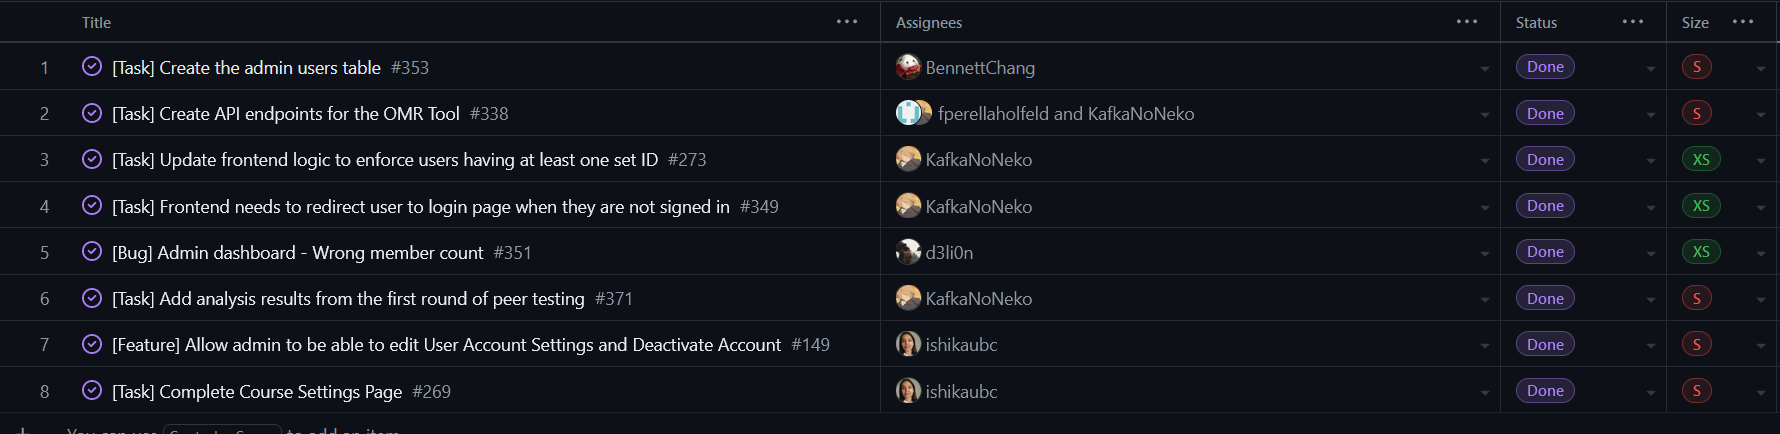 Title ... Assignees ... Status ... Size ...
1 [Task] Create the admin users table #353 BennettChang Done S
2 [Task] Create API endpoints for the OMR Tool #338 fperellaholfeld and KafkaNoNeko Done S
3 [Task] Update frontend logic to enforce users having at least one set ID #273 KafkaNoNeko Done XS
4 [Task] Frontend needs to redirect user to login page when they are not signed in #349 KafkaNoNeko Done XS
5 [Bug] Admin dashboard - Wrong member count #351 d3li0n Done XS
6 [Task] Add analysis results from the first round of peer testing #371 KafkaNoNeko Done S
7 [Feature] Allow admin to be able to edit User Account Settings and Deactivate Account #149 ishikaubc Done S
8 [Task] Complete Course Settings Page #269 ishikaubc Done S
You can use to add an item